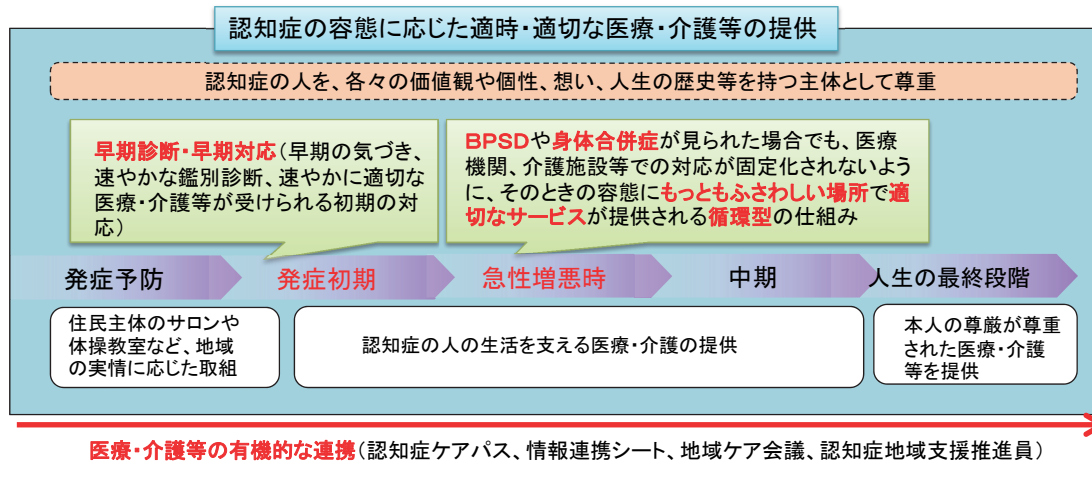 認知症の容態に応じた適時・適切な医療・介護等の提供
認知症の人を、各々の価値観や個性、想い、人生の歴史等を持つ主体として尊重
早期診断・早期対応（早期の気づき、
速やかな鑑別診断、速やかに適切な
医療・介護等が受けられる初期の対
応）
BPSDや身体合併症が見られた場合でも、医療
機関、介護施設等での対応が固定化されないよう
に、そのときの容態にもっともふさわしい場所で適
切なサービスが提供される循環型の仕組み
発症予防
発症初期
急性増悪時
中期
人生の最終段階
住民主体のサロンや
体操教室など、地域
の実情に応じた取組
認知症の人の生活を支える医療・介護の提供
本人の尊厳が尊重
された医療・介護
等を提供
医療・介護等の有機的な連携（認知症ケアパス、情報連携シート、地域ケア会議、認知症地域支援推進員）